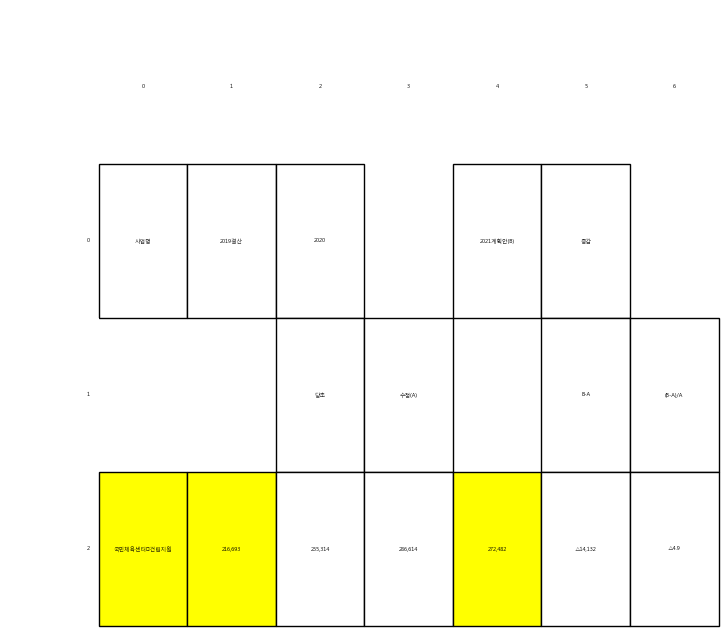 0 1 2 3 4 5 6
0 사업명 2019결산 2020 2021계획안(B) 증감
1 당초 수정(A) B-A (B-A)/A
2 국민체육센터□건립지원 216,693 286,614 272,482 △14,132 △4.9